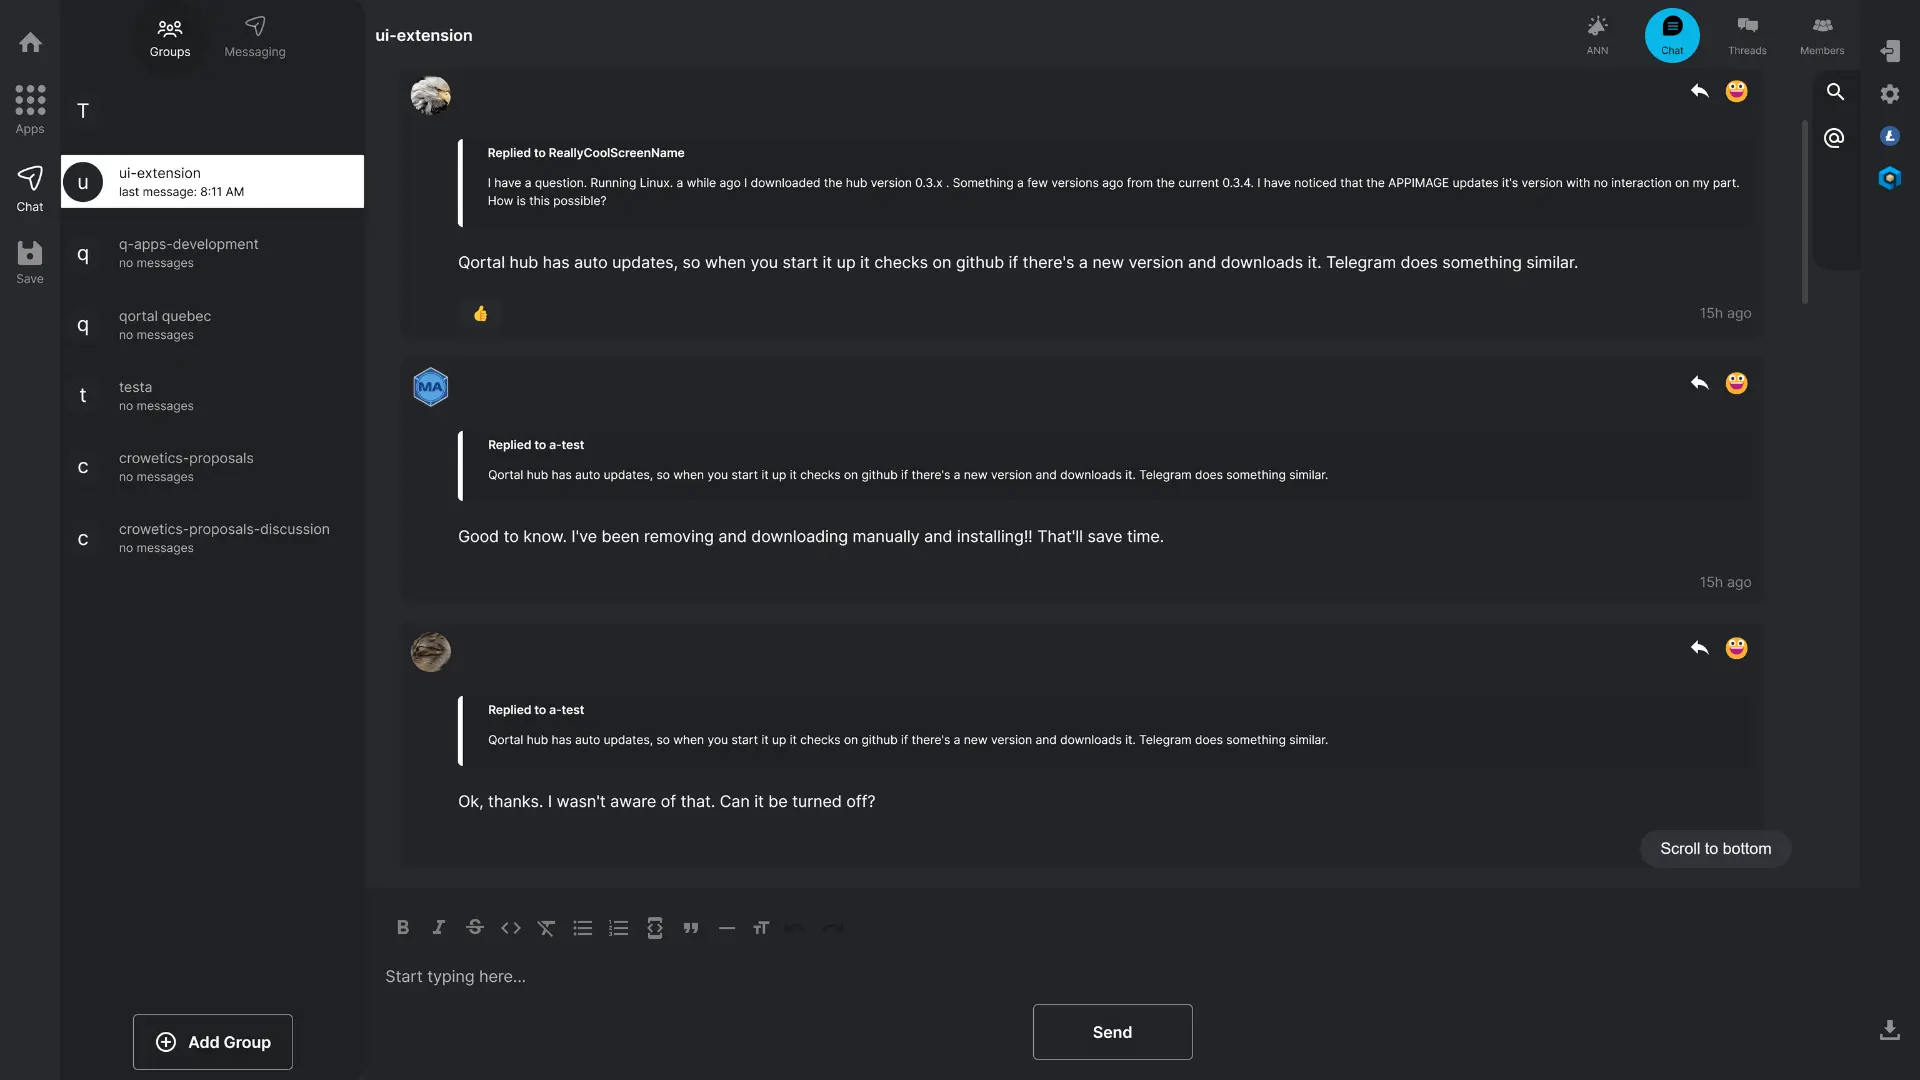 Groups
Messaging
ui-extension
ANN
Chat
Threads
Members
Apps
Chat
Save
T
u
ui-extension
last message: 8:11 AM
q
q-apps-development
no messages
q
qortal quebec
no messages
t
testa
no messages
c
crowetics-proposals
no messages
c
crowetics-proposals-discussion
no messages
Add Group
Replied to ReallyCoolScreenName
I have a question. Running Linux. a while ago I downloaded the hub version 0.3.x . Something a few versions ago from the current 0.3.4. I have noticed that the APPIMAGE updates it's version with no interaction on my part.
How is this possible?
Qortal hub has auto updates, so when you start it up it checks on github if there's a new version and downloads it. Telegram does something similar.
15h ago
MA
Replied to a-test
Qortal hub has auto updates, so when you start it up it checks on github if there's a new version and downloads it. Telegram does something similar.
Good to know. I've been removing and downloading manually and installing!! That'll save time.
15h ago
Replied to a-test
Qortal hub has auto updates, so when you start it up it checks on github if there's a new version and downloads it. Telegram does something similar.
Ok, thanks. I wasn't aware of that. Can it be turned off?
Scroll to bottom
Start typing here...
Send